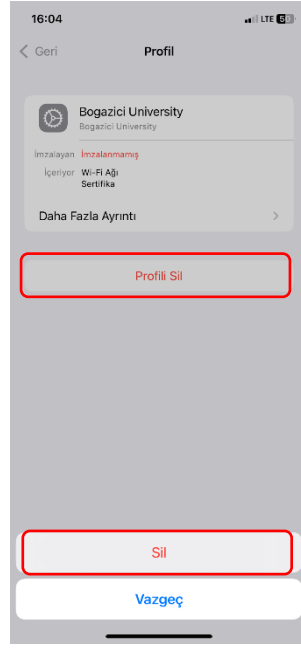 16:04
LTE
Geri
Profil
Bogazici University
Bogazici University
İmzalayan İmzalanmamış
İçeriyor Wi-Fi Ağı
Sertifika
Daha Fazla Ayrıntı
Profili Sil
Sil
Vazgeç